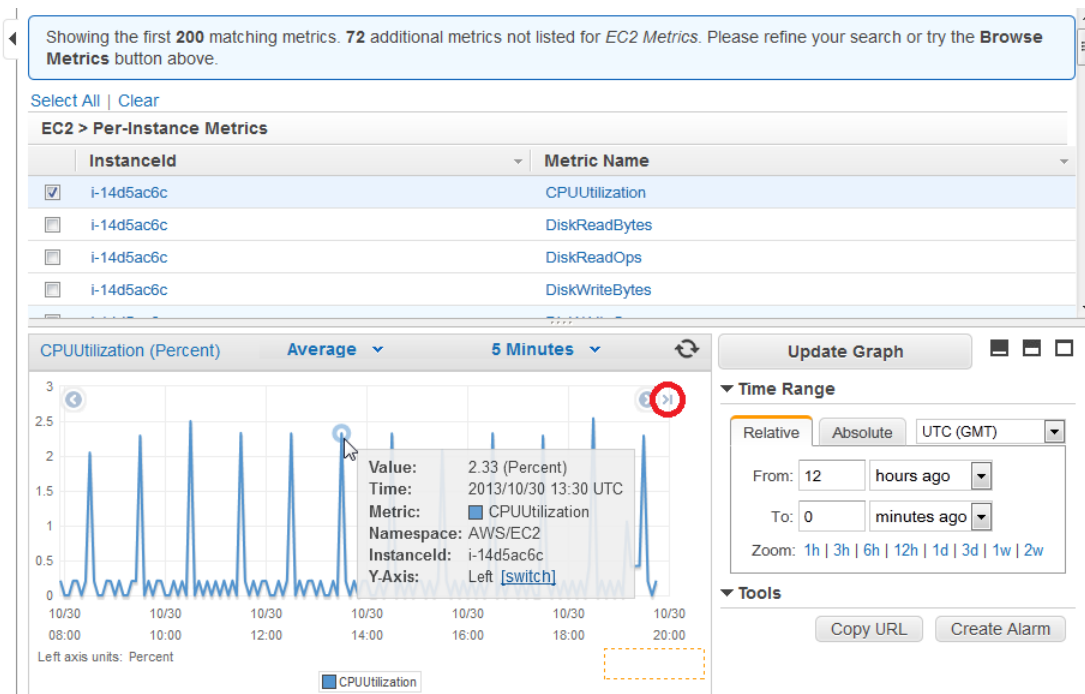 Showing the first 200 matching metrics. 72 additional metrics not listed for EC2 Metrics. Please refine your search or try the Browse
Metrics button above.
Select All | Clear
EC2 > Per-Instance Metrics
InstanceId Metric Name
i-14d5ac6c CPUUtilization
i-14d5ac6c DiskReadBytes
i-14d5ac6c DiskReadOps
i-14d5ac6c DiskWriteBytes
CPUUtilization (Percent) Average 5 Minutes
Update Graph
Time Range
Relative Absolute UTC (GMT)
From: 12 hours ago
To: 0 minutes ago
Zoom: 1h | 3h | 6h | 12h | 1d | 3d | 1w | 2w
Tools
Copy URL Create Alarm
3
2.5
2
1.5
1
0.5
0
Value: 2.33 (Percent)
Time: 2013/10/30 13:30 UTC
Metric: CPUUtilization
Namespace: AWS/EC2
InstanceId: i-14d5ac6c
Y-Axis: Left [switch]
10/30 10/30 10/30 10/30 10/30 10/30 10/30
08:00 10:00 12:00 14:00 16:00 18:00 20:00
Left axis units: Percent
CPUUtilization